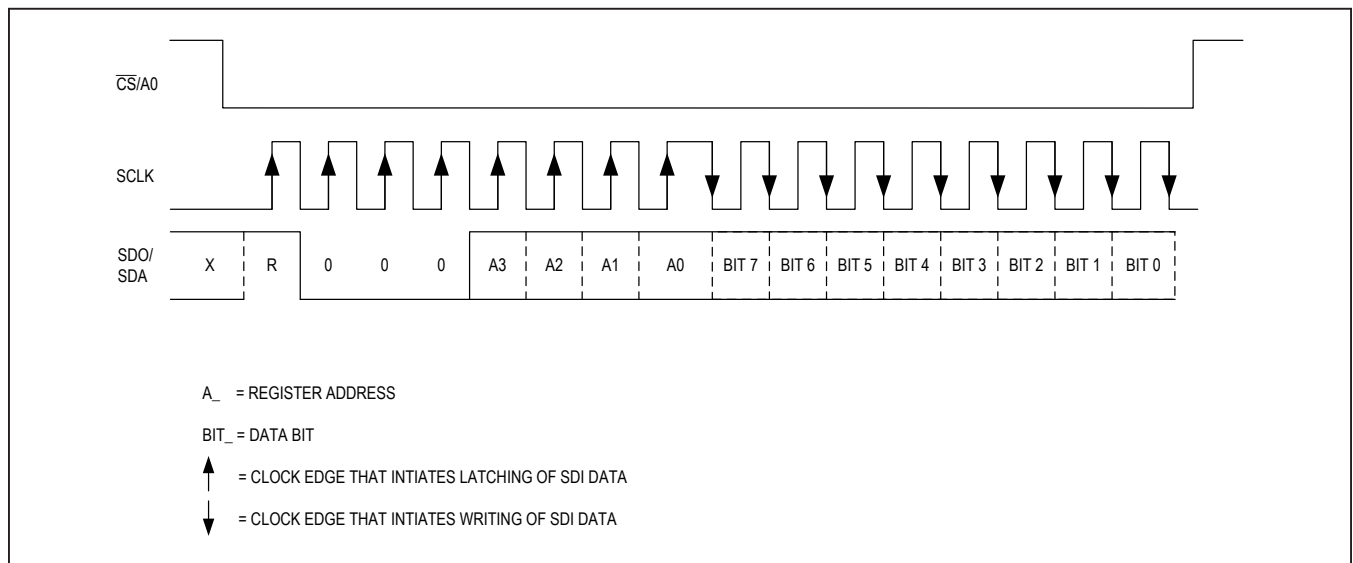 C̅S̅/A0
SCLK
SDO/
SDA
X R 0 0 0 A3 A2 A1 A0 BIT 7 BIT 6 BIT 5 BIT 4 BIT 3 BIT 2 BIT 1 BIT 0
A_ = REGISTER ADDRESS
BIT_ = DATA BIT
= CLOCK EDGE THAT INTIATES LATCHING OF SDI DATA
= CLOCK EDGE THAT INTIATES WRITING OF SDI DATA